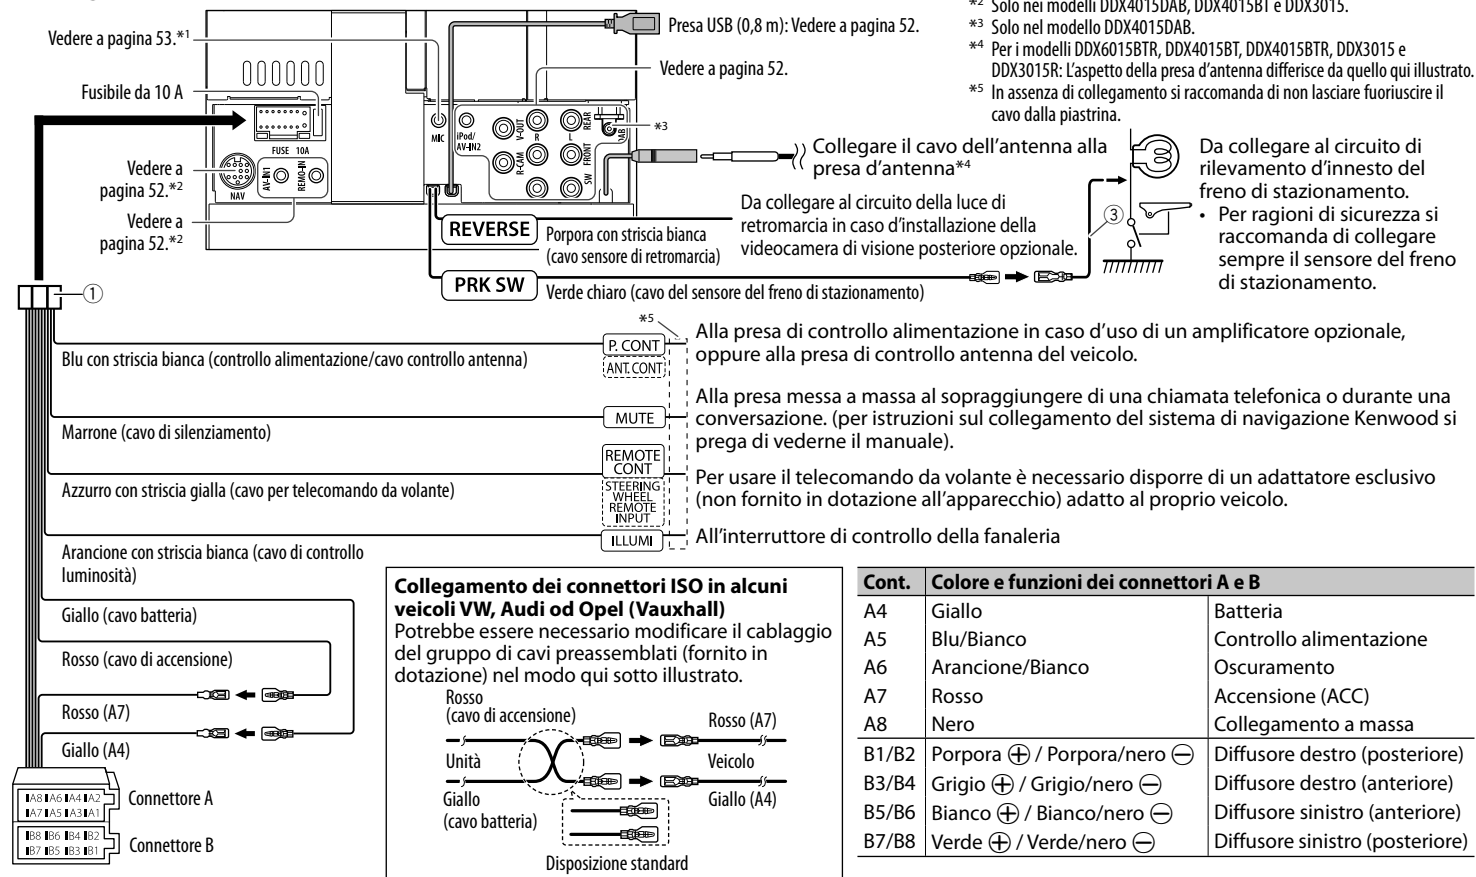 *2 Solo nei modelli DDX4015DAB, DDX4015BT e DDX3015.
*3 Solo nel modello DDX4015DAB.
*4 Per i modelli DDX6015BTR, DDX4015BT, DDX4015BTR, DDX3015 e
DDX3015R: L'aspetto della presa d'antenna differisce da quello qui illustrato.
*5 In assenza di collegamento si raccomanda di non lasciare fuoriuscire il
cavo dalla piastrina.
Vedere a pagina 53.*1
Presa USB (0,8 m): Vedere a pagina 52.
Vedere a pagina 52.
Fusibile da 10 A
FUSE 10A
MIC
iPod/
AV-IN2
V-OUT
R-CAM
R
L
REAR
FRONT
SW
DAB
*3
NAV
AV-IN1
REMO-IN
Vedere a
pagina 52.*2
Vedere a
pagina 52.*2
Collegare il cavo dell'antenna alla
presa d'antenna*4
Da collegare al circuito di
rilevamento d'innesto del
freno di stazionamento.
• Per ragioni di sicurezza si
raccomanda di collegare
sempre il sensore del freno
di stazionamento.
3
REVERSE
Porpora con striscia bianca
(cavo sensore di retromarcia)
Da collegare al circuito della luce di
retromarcia in caso d'installazione della
videocamera di visione posteriore opzionale.
PRK SW
Verde chiaro (cavo del sensore del freno di stazionamento)
1
*5
Blu con striscia bianca (controllo alimentazione/cavo controllo antenna)
P. CONT
ANT. CONT
Alla presa di controllo alimentazione in caso d'uso di un amplificatore opzionale,
oppure alla presa di controllo antenna del veicolo.
Marrone (cavo di silenziamento)
MUTE
Alla presa messa a massa al sopraggiungere di una chiamata telefonica o durante una
conversazione. (per istruzioni sul collegamento del sistema di navigazione Kenwood si
prega di vederne il manuale).
Azzurro con striscia gialla (cavo per telecomando da volante)
REMOTE
CONT
STEERING
WHEEL
REMOTE
INPUT
Per usare il telecomando da volante è necessario disporre di un adattatore esclusivo
(non fornito in dotazione all'apparecchio) adatto al proprio veicolo.
Arancione con striscia bianca (cavo di controllo
luminosità)
ILLUMI
All'interruttore di controllo della fanaleria
Giallo (cavo batteria)
Rosso (cavo di accensione)
Rosso (A7)
Giallo (A4)
A8 A6 A4 A2
A7 A5 A3 A1
Connettore A
B8 B6 B4 B2
B7 B5 B3 B1
Connettore B
Collegamento dei connettori ISO in alcuni
veicoli VW, Audi od Opel (Vauxhall)
Potrebbe essere necessario modificare il cablaggio
del gruppo di cavi preassemblati (fornito in
dotazione) nel modo qui sotto illustrato.
Rosso
(cavo di accensione)
Rosso (A7)
Unità
Veicolo
Giallo
(cavo batteria)
Giallo (A4)
Disposizione standard
Cont. Colore e funzioni dei connettori A e B
A4 Giallo Batteria
A5 Blu/Bianco Controllo alimentazione
A6 Arancione/Bianco Oscuramento
A7 Rosso Accensione (ACC)
A8 Nero Collegamento a massa
B1/B2 Porpora ⊕ / Porpora/nero ⊖ Diffusore destro (posteriore)
B3/B4 Grigio ⊕ / Grigio/nero ⊖ Diffusore destro (anteriore)
B5/B6 Bianco ⊕ / Bianco/nero ⊖ Diffusore sinistro (anteriore)
B7/B8 Verde ⊕ / Verde/nero ⊖ Diffusore sinistro (posteriore)